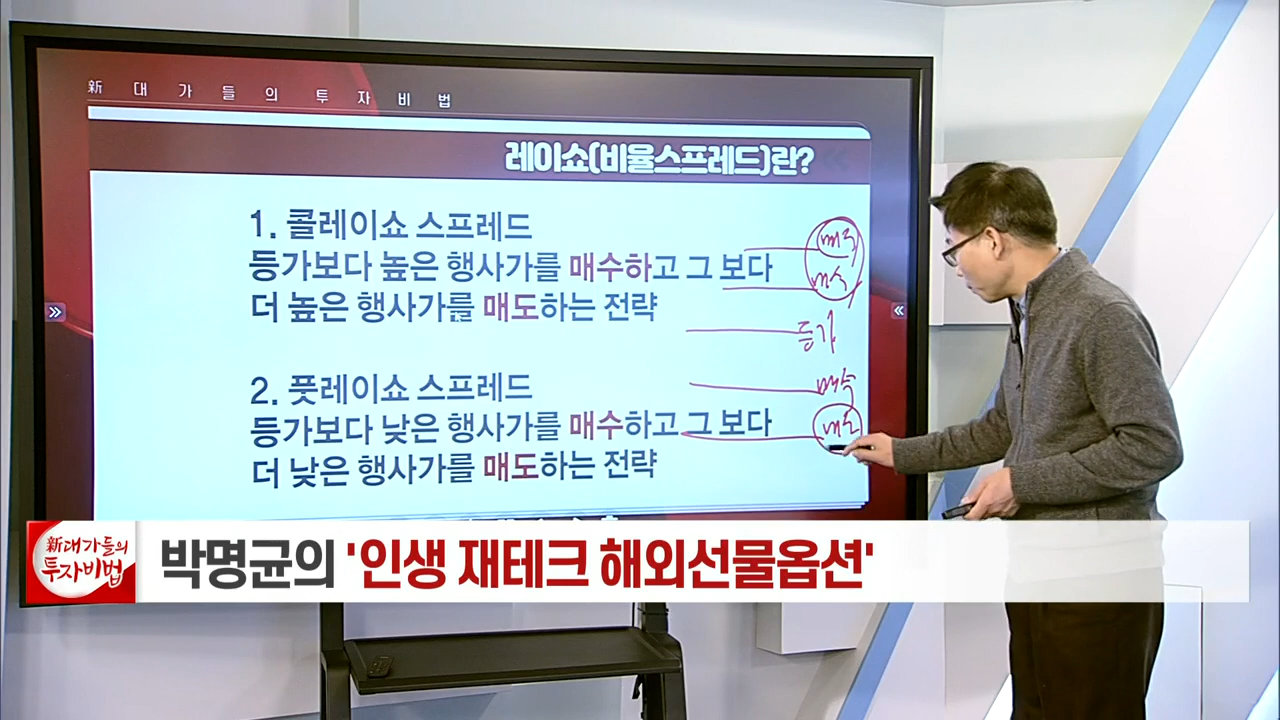 新 대 가 들 의 투 자 비 법
레이쇼(비율스프레드)란?
1. 콜레이쇼 스프레드
등가보다 높은 행사가를 매수하고 그 보다
더 높은 행사가를 매도하는 전략
2. 풋레이쇼 스프레드
등가보다 낮은 행사가를 매수하고 그 보다
더 낮은 행사가를 매도하는 전략
매수
등가
매수
매도
新대가들의
투자비법
박명균의 '인생 재테크 해외선물옵션'